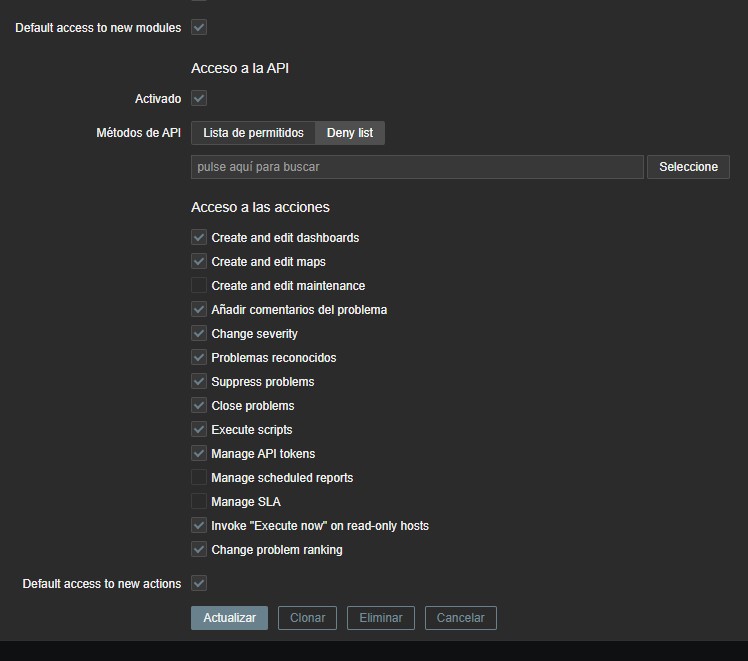 Default access to new modules
Acceso a la API
Activado
Métodos de API Lista de permitidos Deny list
pulse aquí para buscar Seleccione
Acceso a las acciones
Create and edit dashboards
Create and edit maps
Create and edit maintenance
Añadir comentarios del problema
Change severity
Problemas reconocidos
Suppress problems
Close problems
Execute scripts
Manage API tokens
Manage scheduled reports
Manage SLA
Invoke "Execute now" on read-only hosts
Change problem ranking
Default access to new actions
Actualizar Clonar Eliminar Cancelar